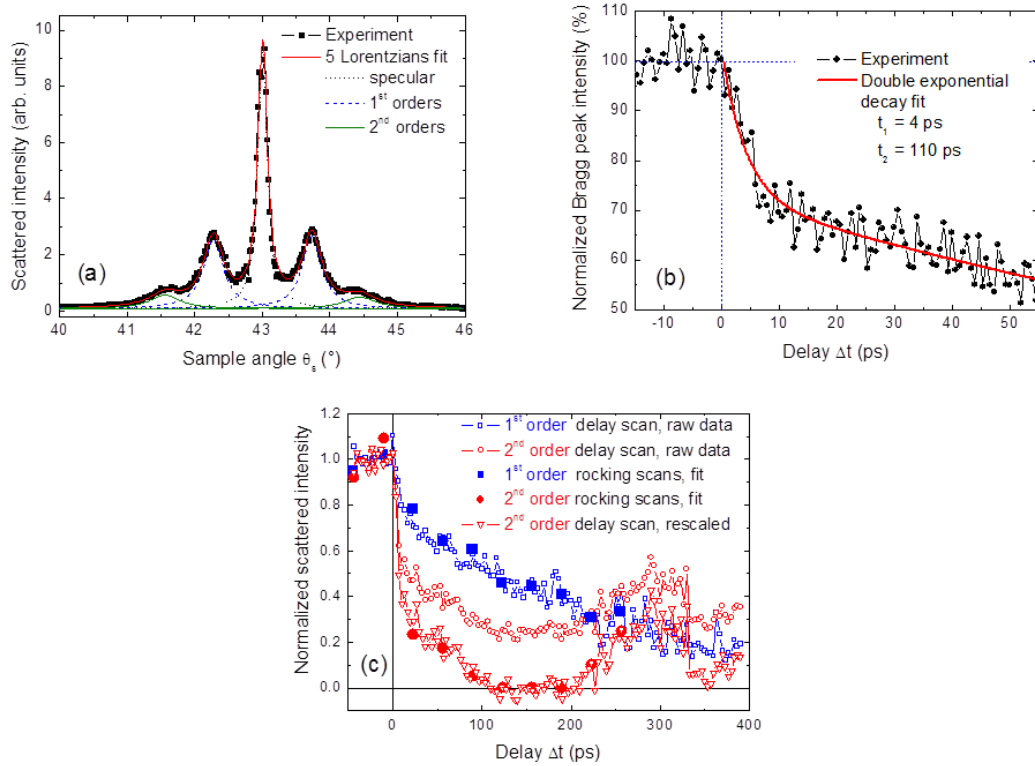 Scattered intensity (arb. units)
10
8
6
4
2
0
Experiment
5 Lorentzians fit
specular
1st orders
2nd orders
(a)
40 41 42 43 44 45 46
Sample angle θs (°)
Normalized Bragg peak intensity (%)
110
100
90
80
70
60
50
(b)
Experiment
Double exponential
decay fit
t1 = 4 ps
t2 = 110 ps
(b)
-10 0 10 20 30 40 50
Delay Δt (ps)
Normalized scattered intensity
1.2
1.0
0.8
0.6
0.4
0.2
0.0
1st order delay scan, raw data
2nd order delay scan, raw data
1st order rocking scans, fit
2nd order rocking scans, fit
2nd order delay scan, rescaled
(c)
0 100 200 300 400
Delay Δt (ps)